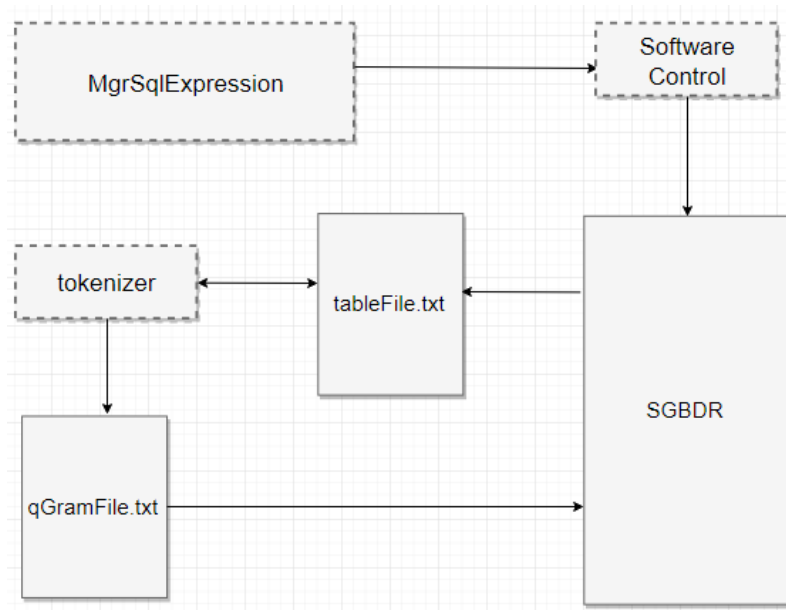 MgrSqlExpression
Software
Control
tokenizer
tableFile.txt
SGBDR
qGramFile.txt